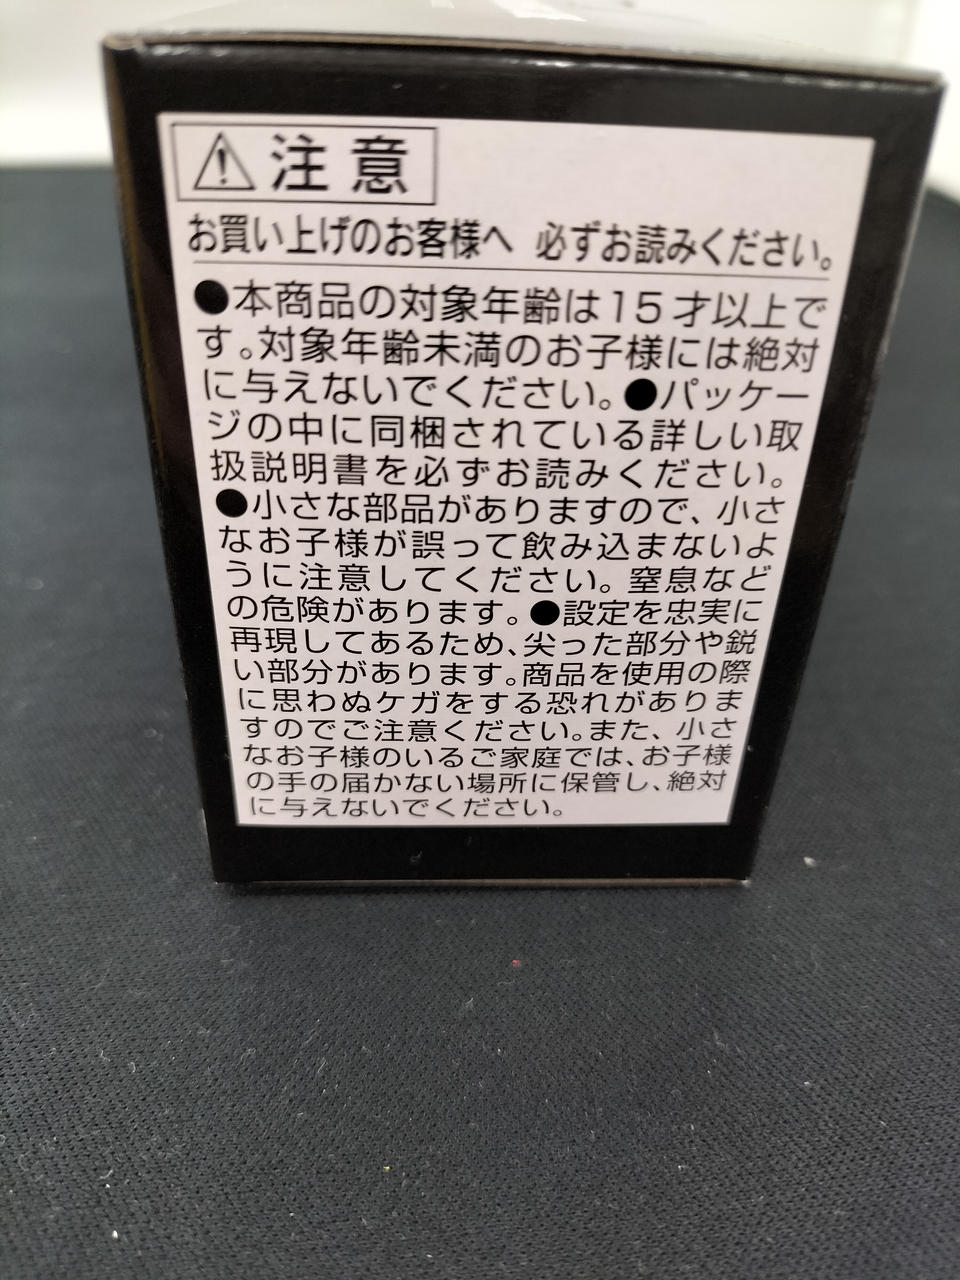 ⚠注意
お買い上げのお客様へ 必ずお読みください。
●本商品の対象年齢は15才以上で
す。対象年齢未満のお子様には絶対
に与えないでください。●パッケー
ジの中に同梱されている詳しい取
扱説明書を必ずお読みください。
●小さな部品がありますので、小さ
なお子様が誤って飲み込まないよ
うに注意してください。窒息など
の危険があります。●設定を忠実に
再現してあるため、尖った部分や鋭
い部分があります。商品を使用の際
に思わぬケガをする恐れがありま
すのでご注意ください。また、小さ
なお子様のいるご家庭では、お子様
の手の届かない場所に保管し、絶対
に与えないでください。